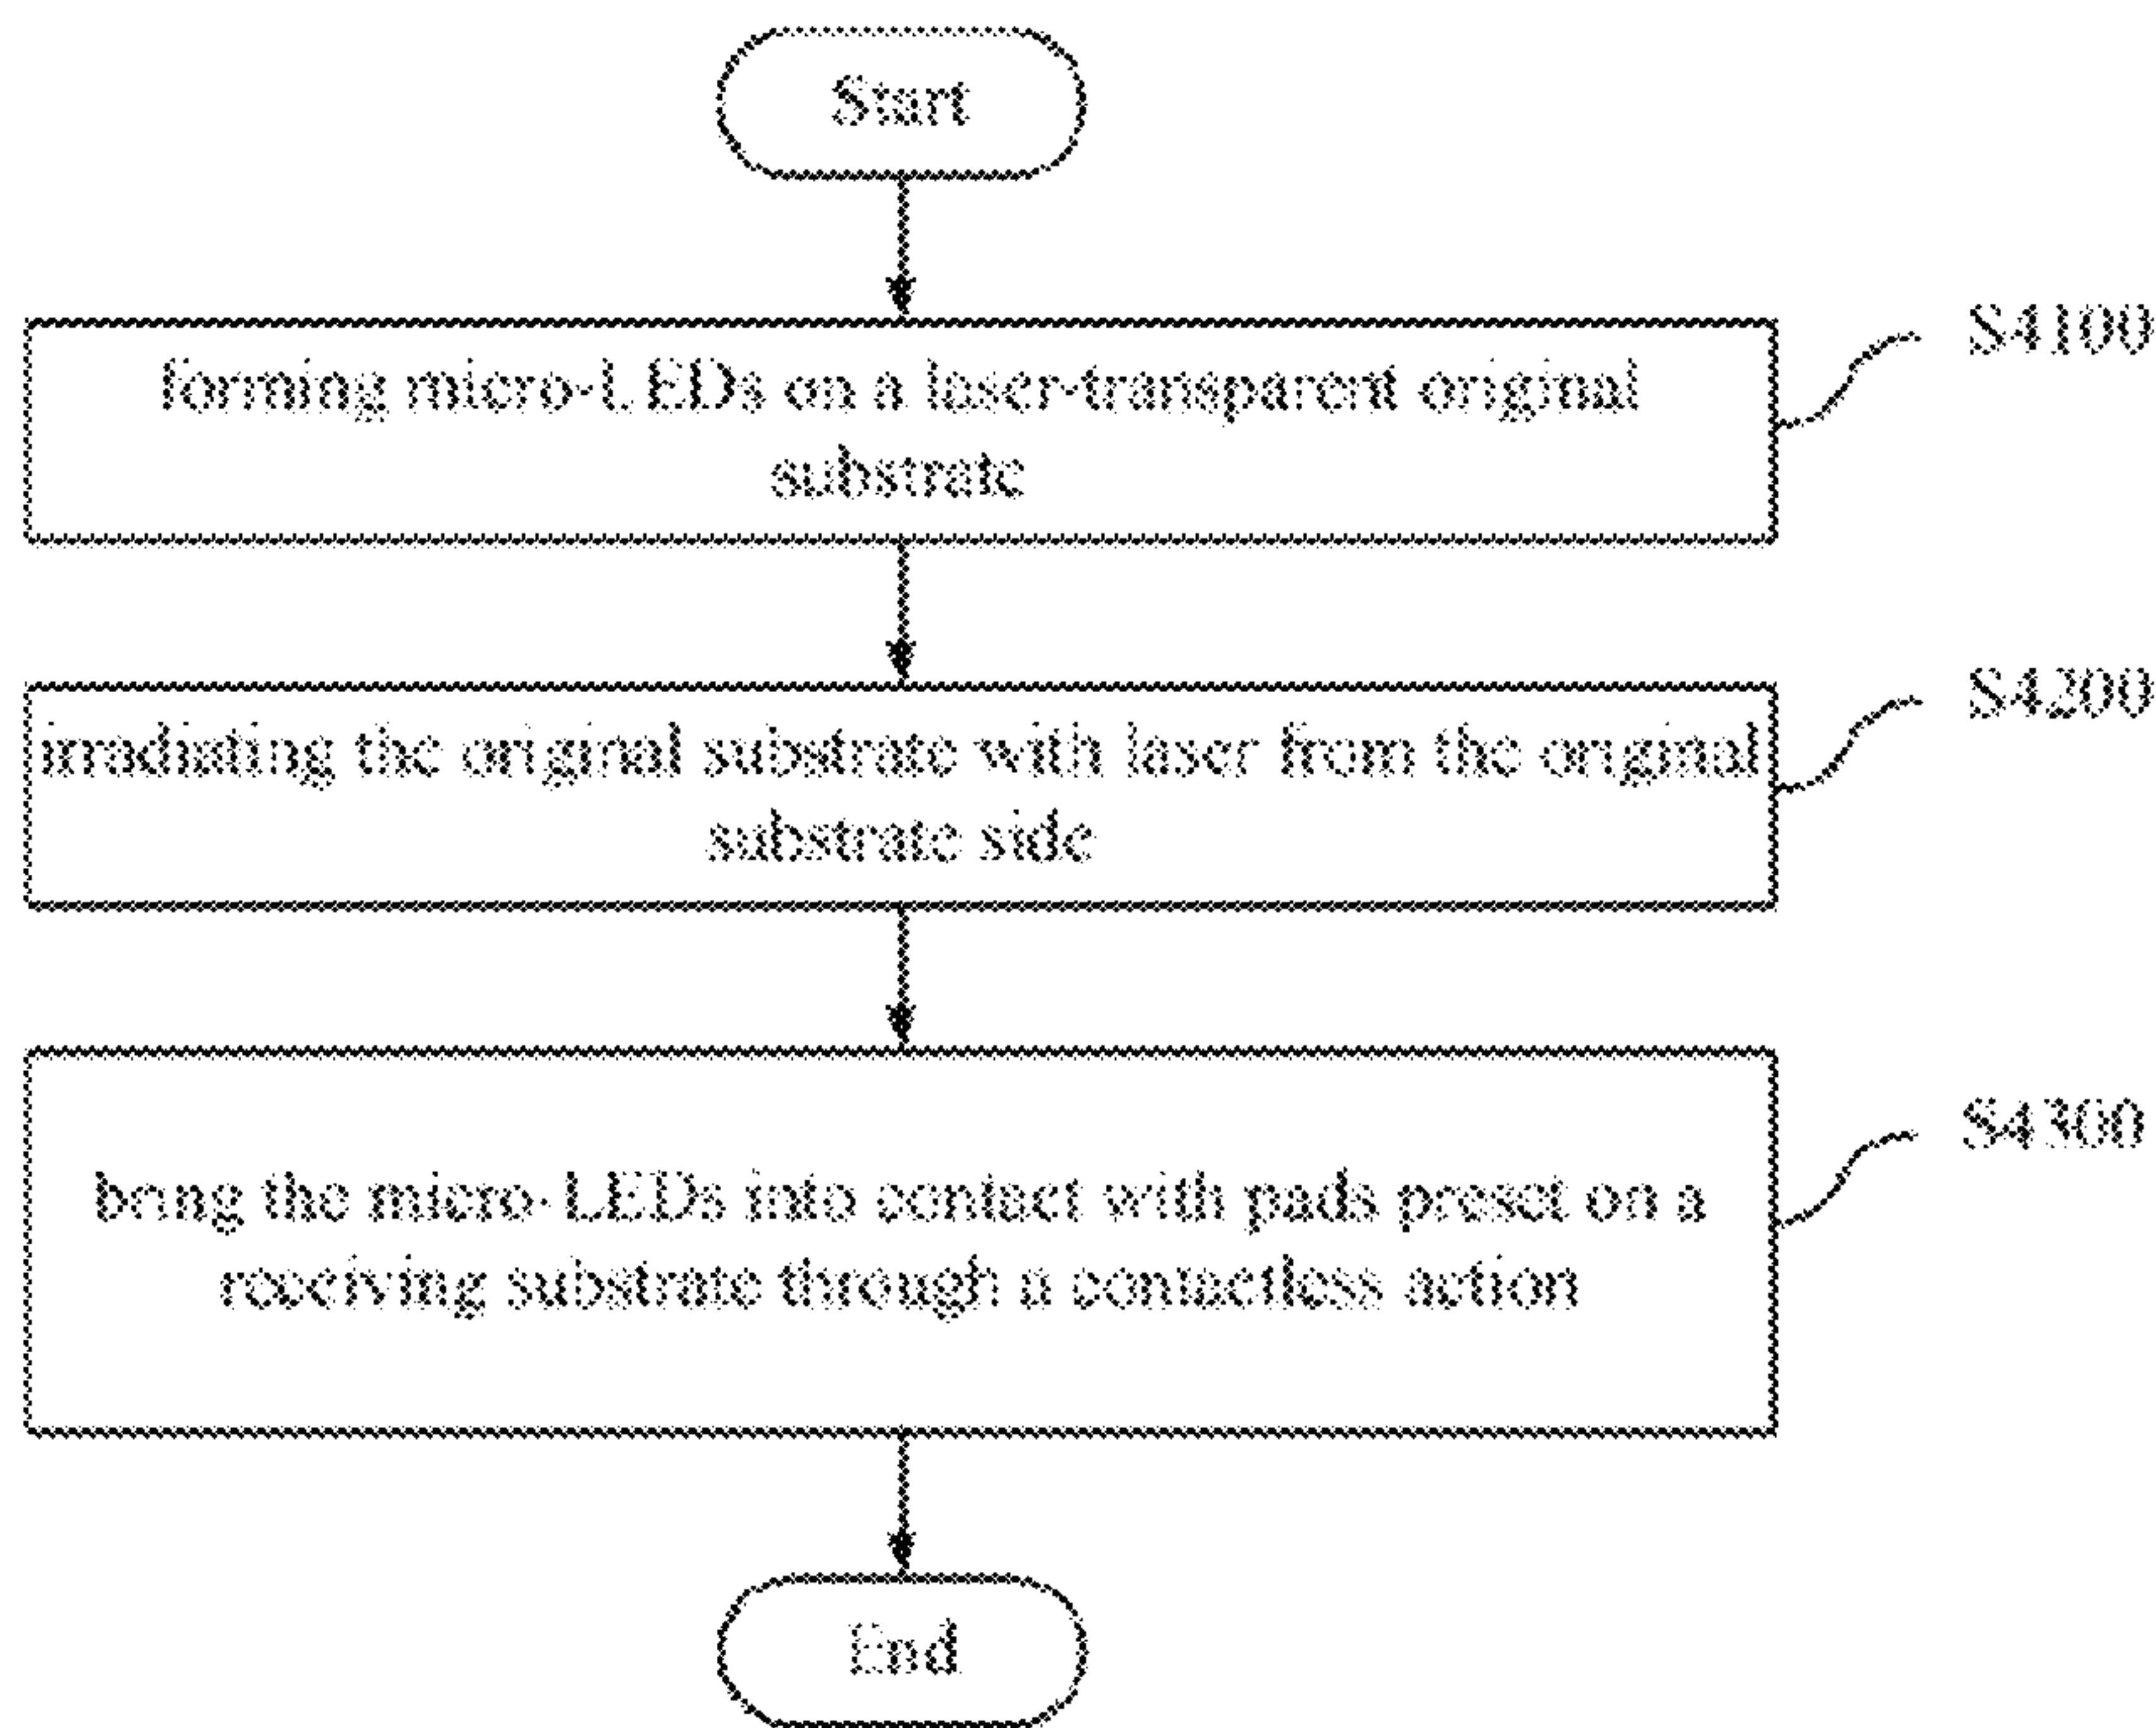 Start
S4100
forming micro-LEDs on a laser-transparent original
substrate
S4200
irradiating the original substrate with laser from the original
substrate side
S4300
bring the micro-LEDs into contact with pads preset on a
receiving substrate through a contactless action
End